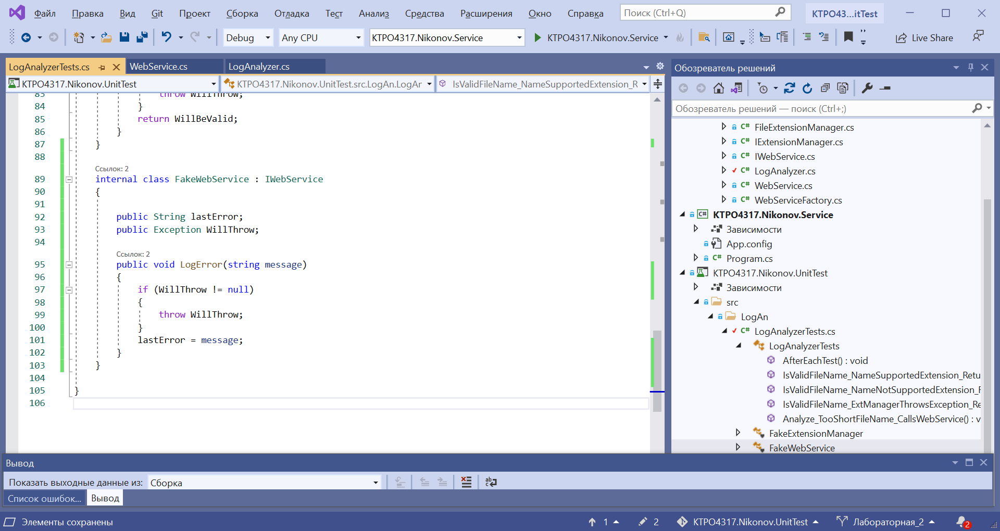 Файл Правка Вид Git Проект Сборка Отладка Тест Анализ Средства Расширения Окно Справка Поиск (Ctrl+Q) KTPO43...itTest
Debug Any CPU KTPO4317.Nikonov.Service KTPO4317.Nikonov.Service Live Share
LogAnalyzerTests.cs WebService.cs LogAnalyzer.cs
KTPO4317.Nikonov.UnitTest KTPO4317.Nikonov.UnitTest.src.LogAn.LogAr IsValidFileName_NameSupportedExtension_R
83 throw WillThrow;
84 }
85 return WillBeValid;
86 }
87 }
88
Ссылок: 2
89 internal class FakeWebService : IWebService
90 {
91
92 public String lastError;
93 public Exception WillThrow;
94
Ссылок: 2
95 public void LogError(string message)
96 {
97 if (WillThrow != null)
98 {
99 throw WillThrow;
100 }
101 lastError = message;
102 }
103 }
104
105 }
106
Обозреватель решений
Обозреватель решений — поиск (Ctrl+;)
C# FileExtensionManager.cs
C# IExtensionManager.cs
C# IWebService.cs
C# LogAnalyzer.cs
C# WebService.cs
C# WebServiceFactory.cs
C# KTPO4317.Nikonov.Service
Зависимости
App.config
C# Program.cs
KTPO4317.Nikonov.UnitTest
Зависимости
src
LogAn
C# LogAnalyzerTests.cs
LogAnalyzerTests
AfterEachTest() : void
IsValidFileName_NameSupportedExtension_Retu
IsValidFileName_NameNotSupportedExtension_F
IsValidFileName_ExtManagerThrowsException_Re
Analyze_TooShortFileName_CallsWebService() : v
FakeExtensionManager
FakeWebService
Вывод
Показать выходные данные из: Сборка
Список ошибок... Вывод
Элементы сохранены 1 2 KTPO4317.Nikonov.UnitTest Лабораторная_2 2